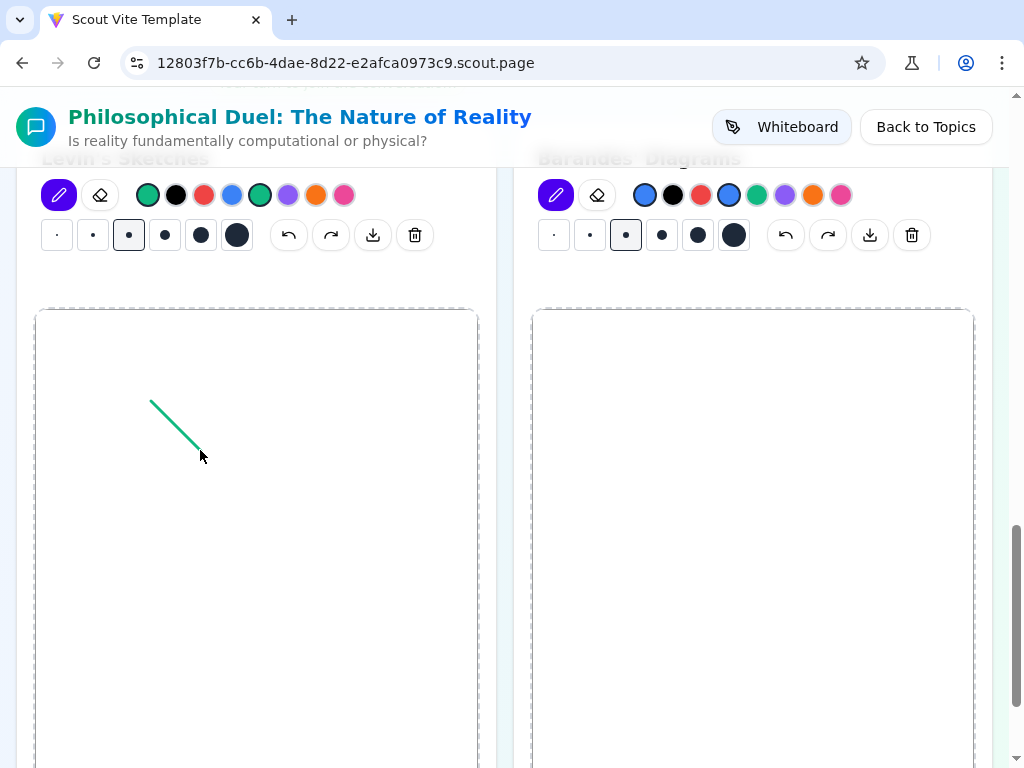 Scout Vite Template
12803f7b-cc6b-4dae-8d22-e2afca0973c9.scout.page
Philosophical Duel: The Nature of Reality
Is reality fundamentally computational or physical?
Whiteboard
Back to Topics
Levin's Sketches
Barandes' Diagrams